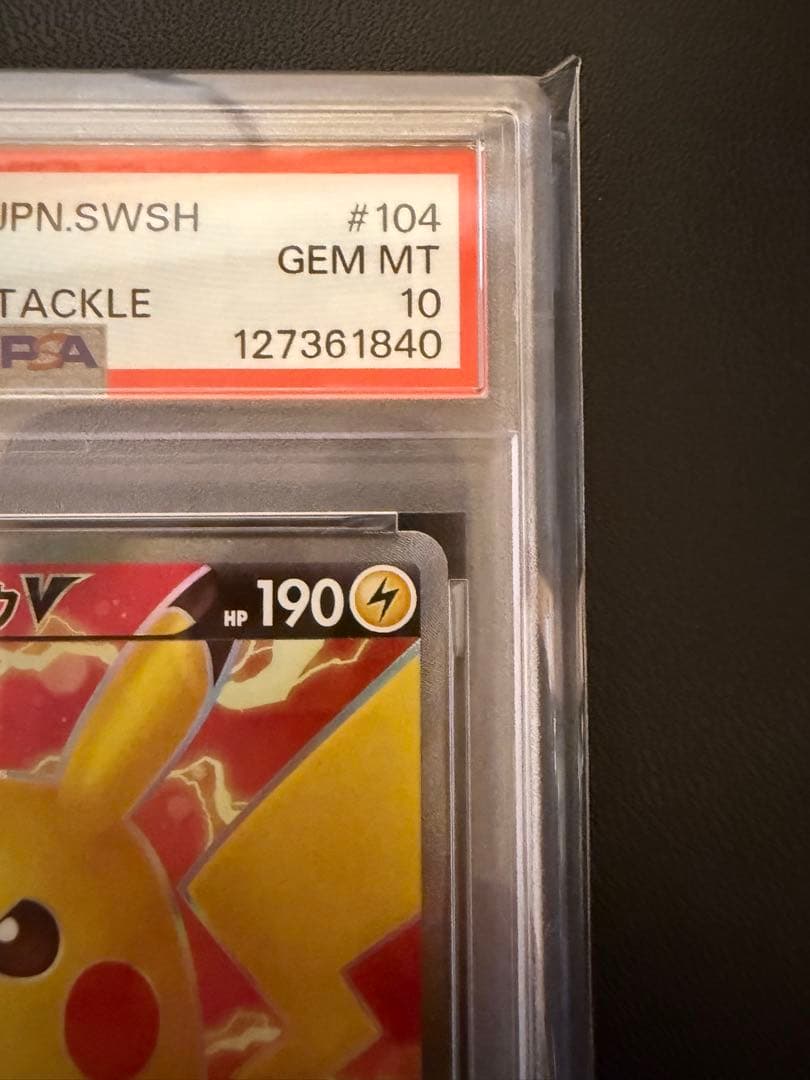 JPN.SWSH #104
GEM MT
TACKLE 10
PSA 127361840
V HP 190